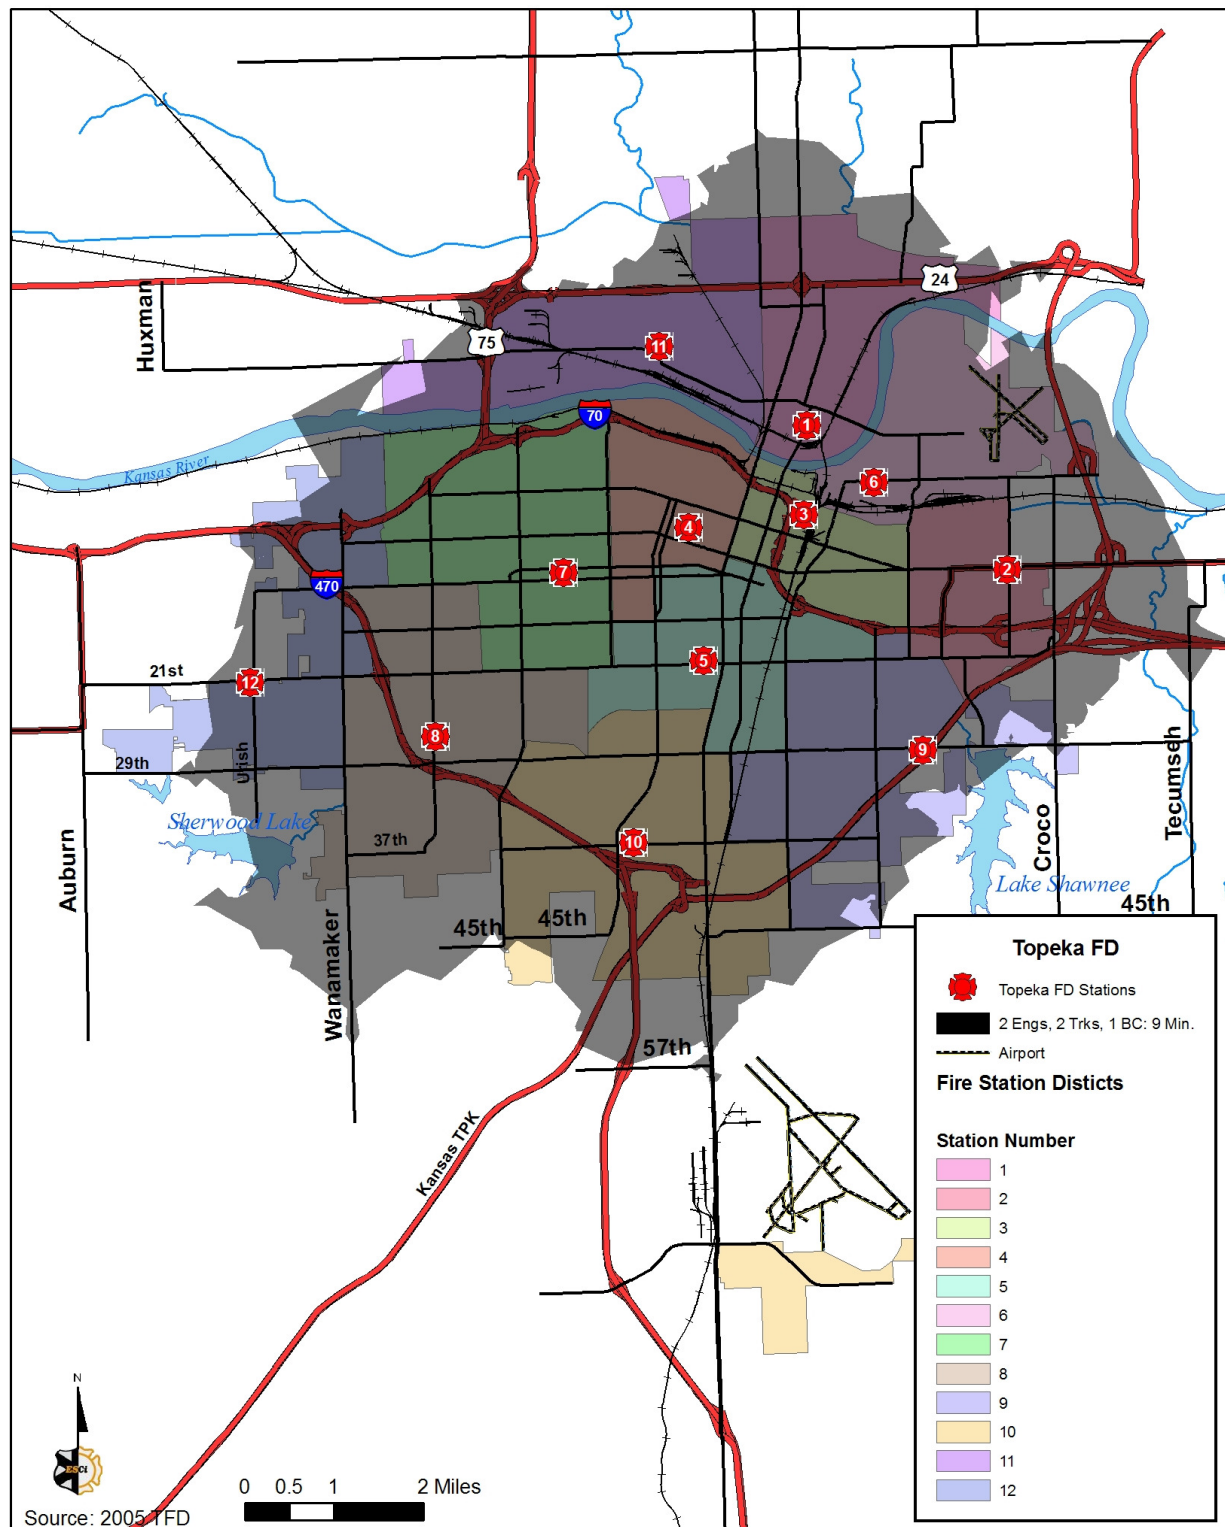 24
Huxman
75
11
70
1
Kansas River
6
3
4
7
2
470
5
21st
12
8
9
29th
Urish
Tecumseh
Sherwood Lake
37th
10
Croco
Auburn
Lake Shawnee
45th
45th
45th
Wanamaker
57th
Kansas TPK
Topeka FD
Topeka FD Stations
2 Engs, 2 Trks, 1 BC: 9 Min.
Airport
Fire Station Disticts
Station Number
1
2
3
4
5
6
7
8
9
10
11
12
N
ESCi
0 0.5 1 2 Miles
Source: 2005 TFD